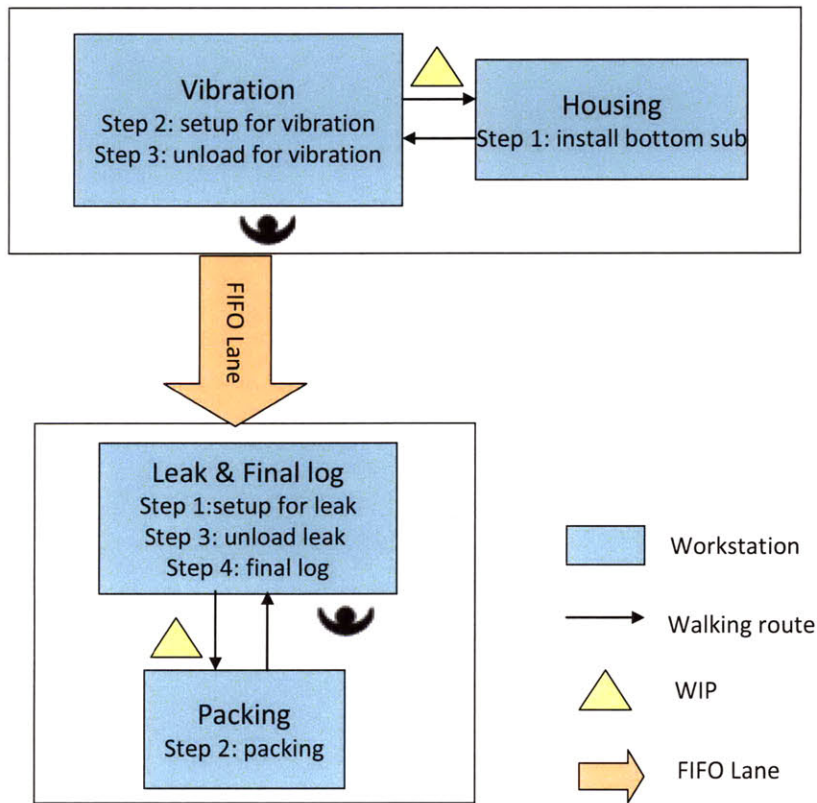 Vibration
Step 2: setup for vibration
Step 3: unload for vibration
Housing
Step 1: install bottom sub
FIFO Lane
Leak & Final log
Step 1:setup for leak
Step 3: unload leak
Step 4: final log
Packing
Step 2: packing
Workstation
Walking route
WIP
FIFO Lane